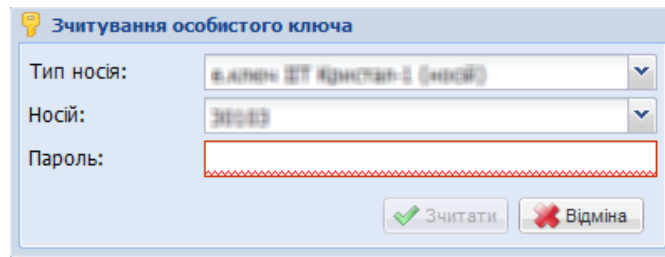 Зчитування особистого ключа
Тип носія:
Носій:
Пароль:
Зчитати Відміна